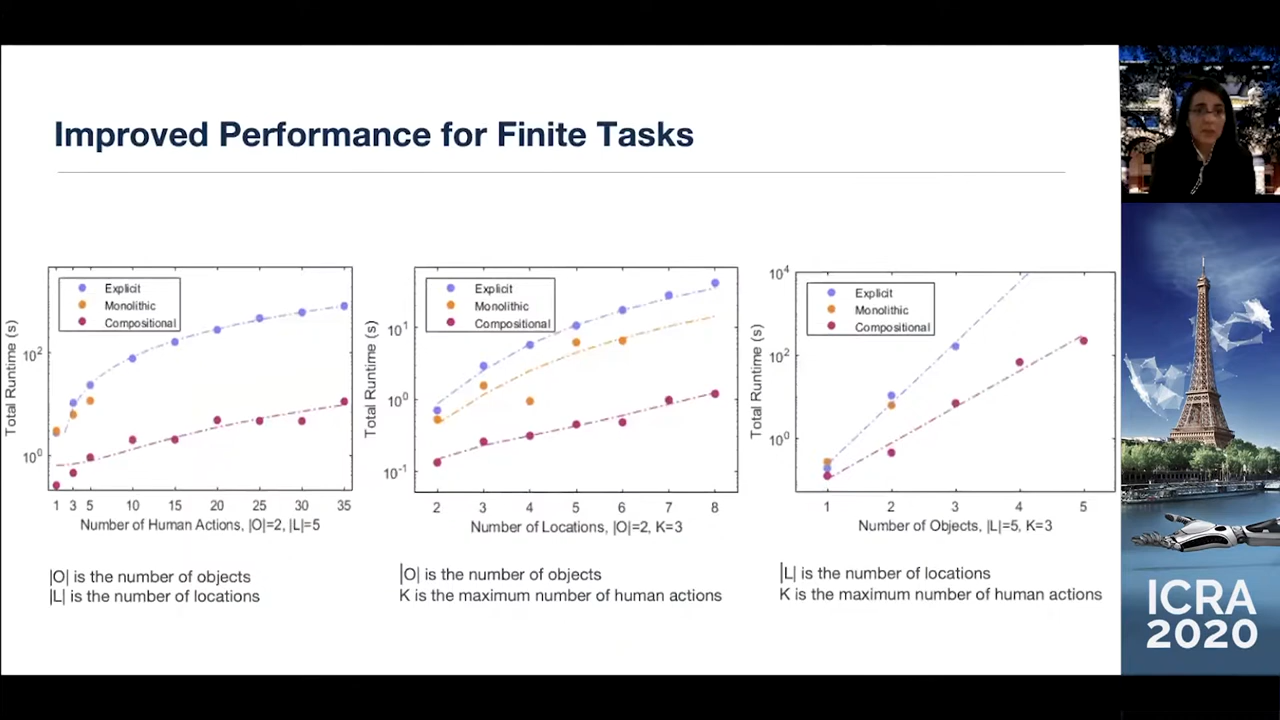 Improved Performance for Finite Tasks
Explicit
Monolithic
Compositional
Total Runtime (s)
10²
10⁰
1 3 5 10 15 20 25 30 35
Number of Human Actions, |O|=2, |L|=5
|O| is the number of objects
|L| is the number of locations
Explicit
Monolithic
Compositional
Total Runtime (s)
10¹
10⁰
10⁻¹
2 3 4 5 6 7 8
Number of Locations, |O|=2, K=3
|O| is the number of objects
K is the maximum number of human actions
Explicit
Monolithic
Compositional
Total Runtime (s)
10⁴
10²
10⁰
1 2 3 4 5
Number of Objects, |L|=5, K=3
|L| is the number of locations
K is the maximum number of human actions
ICRA
2020